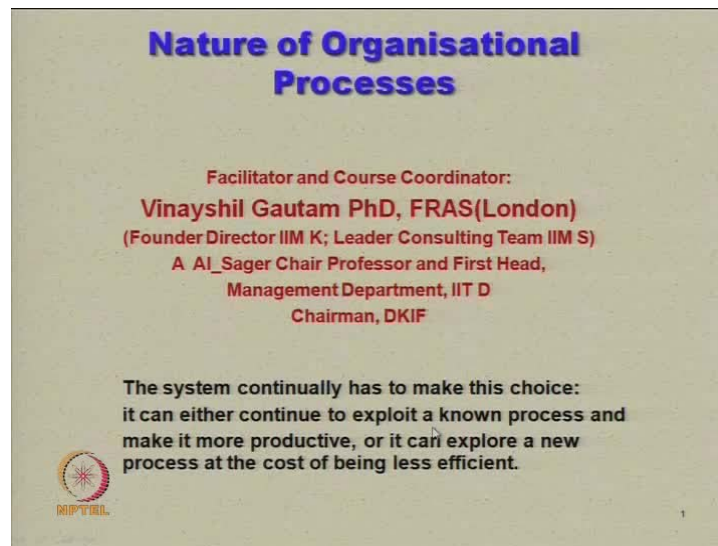 Nature of Organisational
Processes
Facilitator and Course Coordinator:
Vinayshil Gautam PhD, FRAS(London)
(Founder Director IIM K; Leader Consulting Team IIM S)
A Al_Sager Chair Professor and First Head,
Management Department, IIT D
Chairman, DKIF
The system continually has to make this choice:
it can either continue to exploit a known process and
make it more productive, or it can explore a new
process at the cost of being less efficient.
NPTEL
1